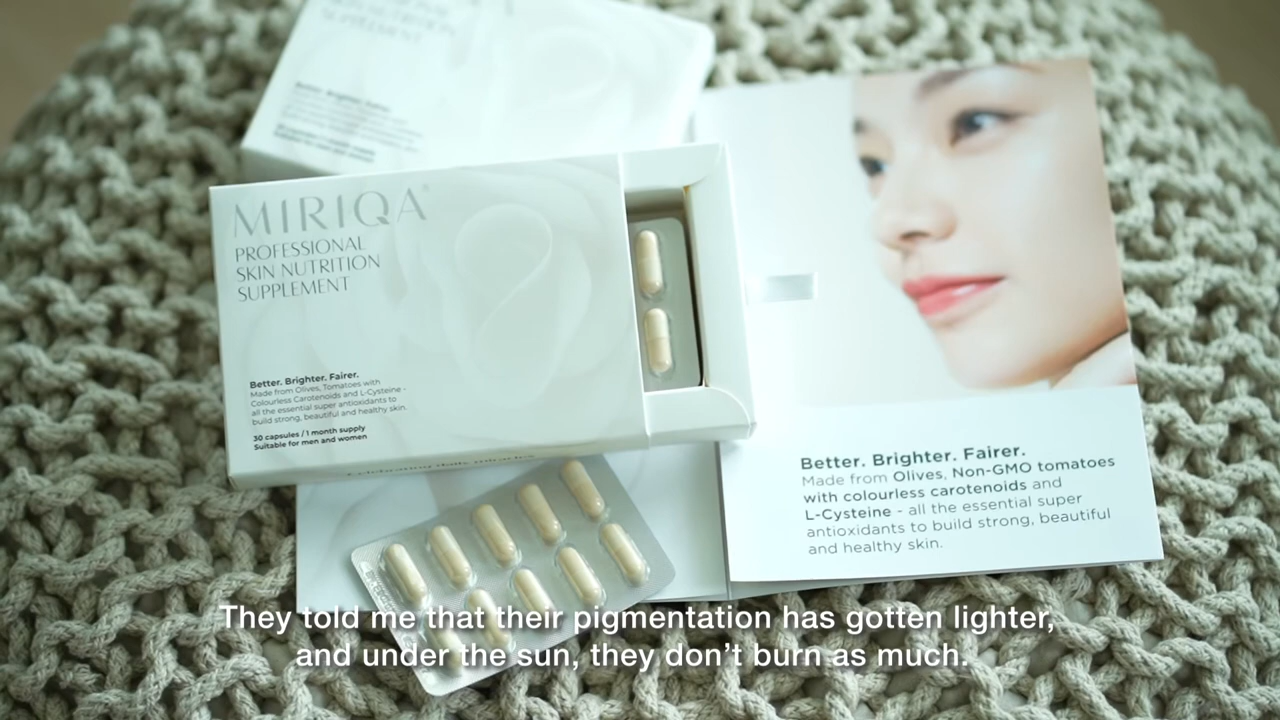 MIRIQA®
PROFESSIONAL
SKIN NUTRITION
SUPPLEMENT
Better. Brighter. Fairer.
Made from Olives, Tomatoes with
Colourless Carotenoids and L-Cysteine -
all the essential super antioxidants to
build strong, beautiful and healthy skin.
30 capsules / 1 month supply
Suitable for men and women
SUPPLEMENT
Better. Brighter. Fairer.
Better. Brighter. Fairer.
Made from Olives, Non-GMO tomatoes
with colourless carotenoids and
L-Cysteine - all the essential super
antioxidants to build strong, beautiful
and healthy skin.
They told me that their pigmentation has gotten lighter,
and under the sun, they don't burn as much.